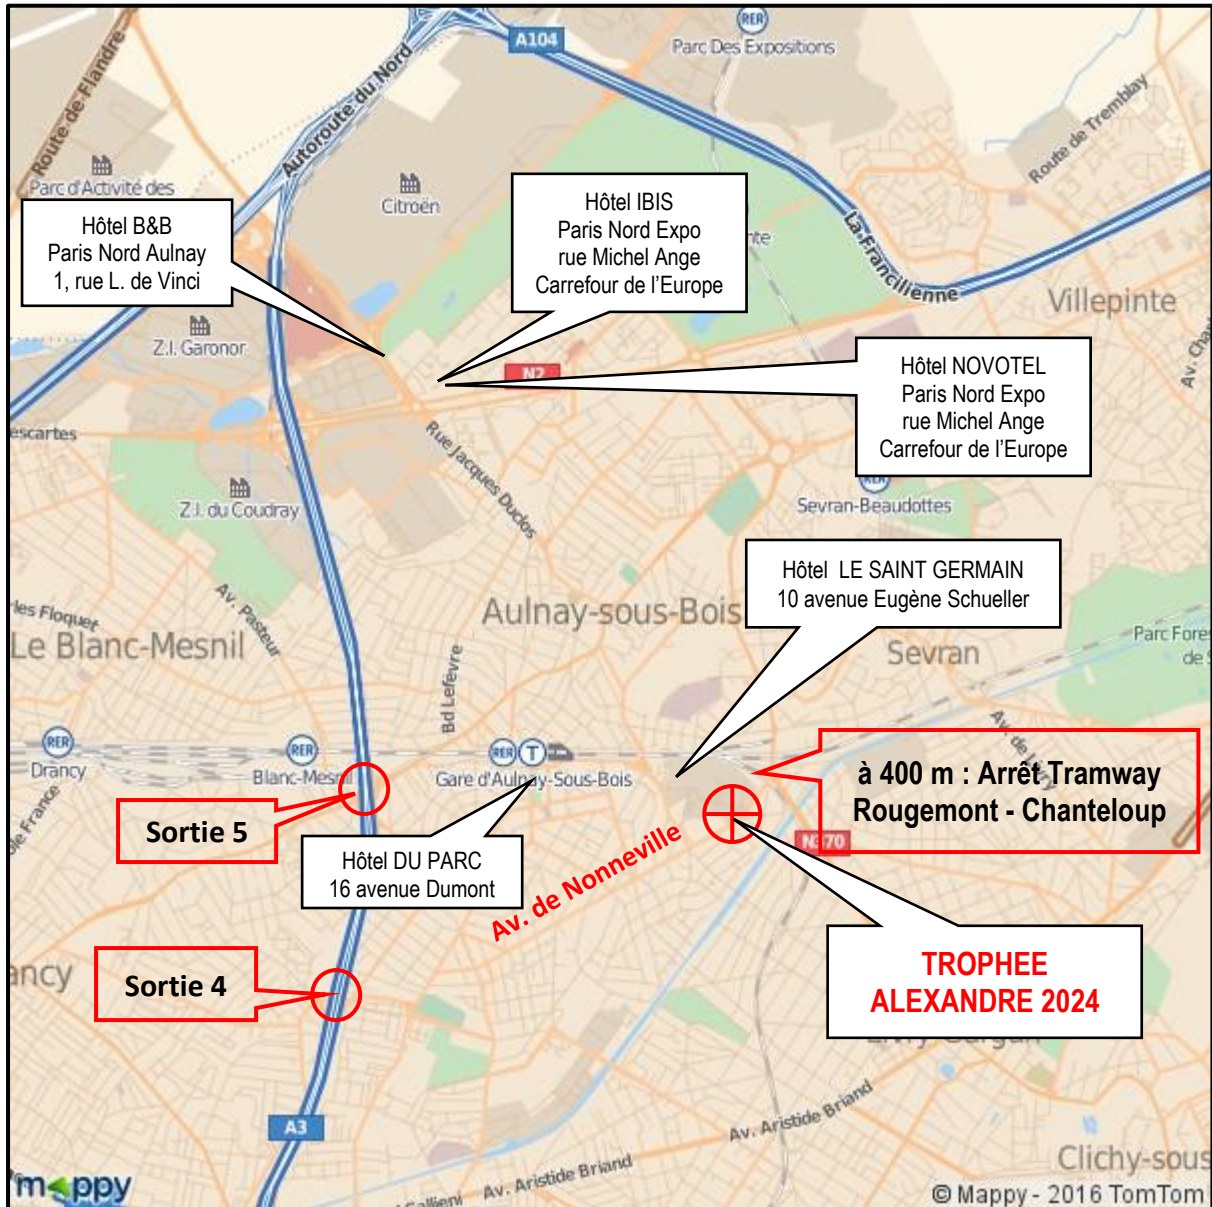 RER
A104
Parc Des Expositions
Route de Flandre
Autoroute du Nord
Route de Tremblay
Parc d'Activité des
Citroën
Hôtel B&B
Paris Nord Aulnay
1, rue L. de Vinci
Hôtel IBIS
Paris Nord Expo
rue Michel Ange
Carrefour de l'Europe
La Francilienne
Villepinte
Z.I. Garonor
N2
Hôtel NOVOTEL
Paris Nord Expo
rue Michel Ange
Carrefour de l'Europe
escartes
Rue Jacques Duclos
Z.I. du Coudray
RER
Sevran-Beaudottes
Hôtel LE SAINT GERMAIN
10 avenue Eugène Schueller
Av. Pasteur
les Floquet
Aulnay-sous-Bois
Le Blanc-Mesnil
Sevran
Parc Fores
de S
Bd Lefèvre
RER
Drancy
RER
Blanc-Mesnil
RER T
Gare d'Aulnay-Sous-Bois
à 400 m : Arrêt Tramway
Rougemont - Chanteloup
Sortie 5
Hôtel DU PARC
16 avenue Dumont
Av. de Nonneville
N370
Sortie 4
ancy
TROPHEE
ALEXANDRE 2024
A3
Av. Aristide Briand
Av. Aristide Briand
Gallieni
Clichy-sous
mappy
© Mappy - 2016 TomTom